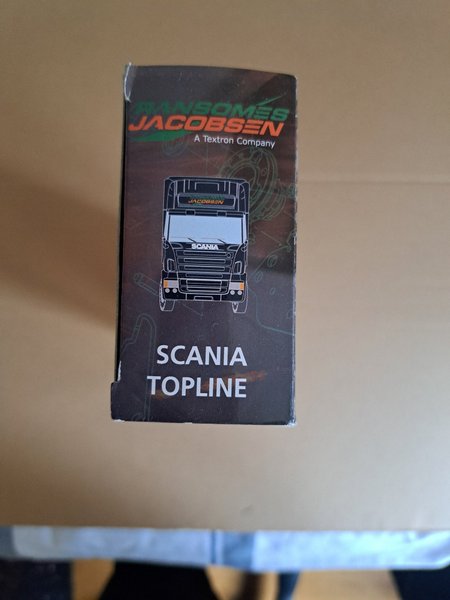 RANSOMES
JACOBSEN
A Textron Company
JACOBSEN
SCANIA
SCANIA
TOPLINE